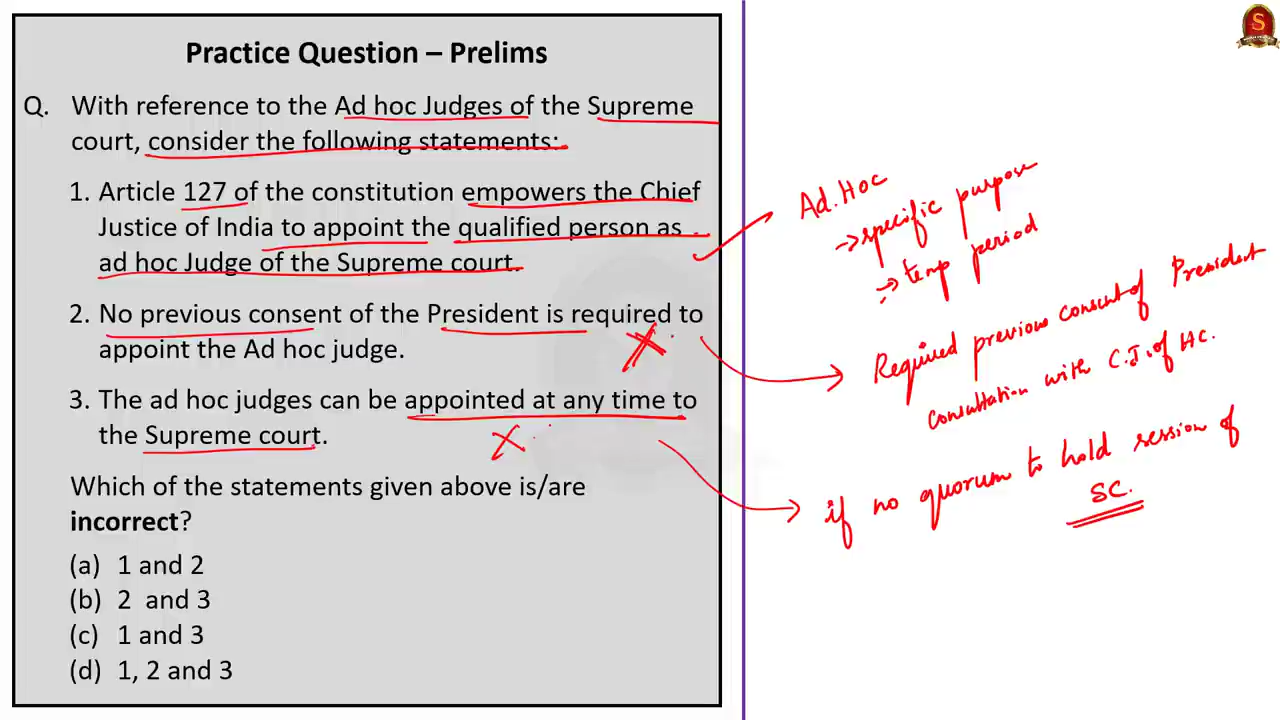 Practice Question – Prelims
Q. With reference to the Ad hoc Judges of the Supreme
court, consider the following statements:
1. Article 127 of the constitution empowers the Chief
Justice of India to appoint the qualified person as
ad hoc Judge of the Supreme court.
2. No previous consent of the President is required to
appoint the Ad hoc judge.
3. The ad hoc judges can be appointed at any time to
the Supreme court.
Which of the statements given above is/are
incorrect?
(a) 1 and 2
(b) 2 and 3
(c) 1 and 3
(d) 1, 2 and 3
Ad.Hoc
→ specific purpose
→ temp period
Required previous consent of President
Consultation with C.J. of HC.
if no quorum to hold session of
SC.
S